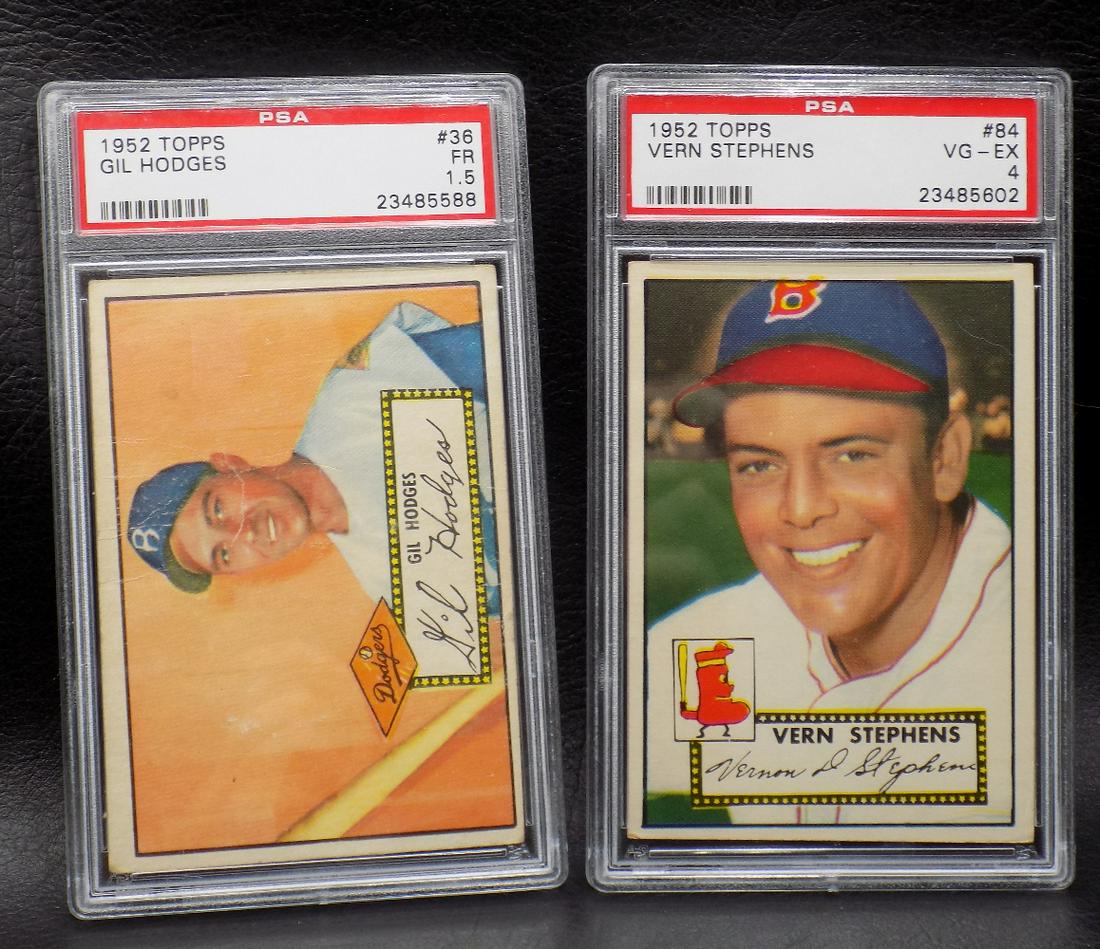 PSA
1952 TOPPS #36
GIL HODGES FR
1.5
23485588
B
GIL HODGES
Gil Hodges
Dodgers
PSA
1952 TOPPS #84
VERN STEPHENS VG-EX
4
23485602
B
VERN STEPHENS
Vernon D Stephens